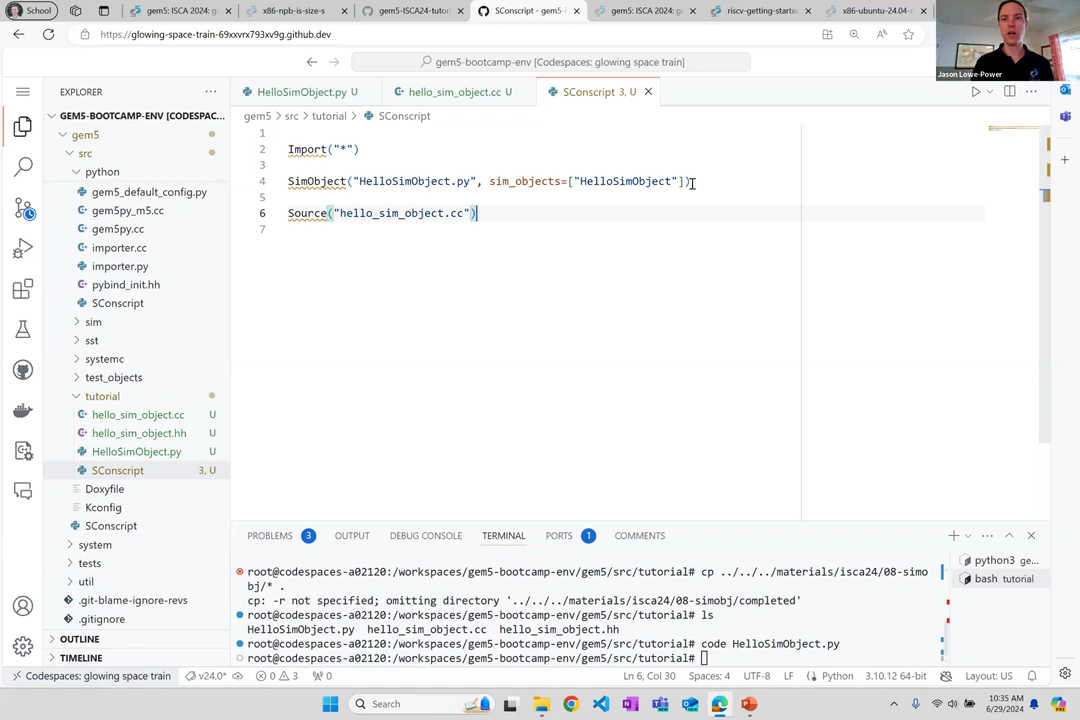 School
gem5: ISCA 2024:
x86-npb-is-size-s
gem5-ISCA24-tutor
SConscript - gem5-
gem5: ISCA 2024: g
riscv-getting-starte
x86-ubuntu-24.04-r
https://glowing-space-train-69xxvrx793xv9g.github.dev
Jason Lowe-Power
gem5-bootcamp-env [Codespaces: glowing space train]
EXPLORER
HelloSimObject.py U
hello_sim_object.cc U
SConscript 3, U
GEM5-BOOTCAMP-ENV [CODESPAC...
gem5 > src > tutorial > SConscript
gem5
src
python
gem5_default_config.py
gem5py_m5.cc
gem5py.cc
importer.cc
importer.py
pybind_init.hh
SConscript
sim
sst
systemc
test_objects
tutorial
hello_sim_object.cc U
hello_sim_object.hh U
HelloSimObject.py U
SConscript 3, U
Doxyfile
Kconfig
SConscript
system
tests
util
.git-blame-ignore-revs
.gitignore
OUTLINE
TIMELINE
1
2 Import("*")
3
4 SimObject("HelloSimObject.py", sim_objects=["HelloSimObject"])
5
6 Source("hello_sim_object.cc")
7
PROBLEMS 3 OUTPUT DEBUG CONSOLE TERMINAL PORTS 1 COMMENTS
root@codespaces-a02120:/workspaces/gem5-bootcamp-env/gem5/src/tutorial# cp ../../../materials/isca24/08-simo
bj/* .
cp: -r not specified; omitting directory '../../../materials/isca24/08-simobj/completed'
root@codespaces-a02120:/workspaces/gem5-bootcamp-env/gem5/src/tutorial# ls
HelloSimObject.py hello_sim_object.cc hello_sim_object.hh
root@codespaces-a02120:/workspaces/gem5-bootcamp-env/gem5/src/tutorial# code HelloSimObject.py
root@codespaces-a02120:/workspaces/gem5-bootcamp-env/gem5/src/tutorial#
python3 ge...
bash tutorial
Codespaces: glowing space train
v24.0*
0 3
0
Ln 6, Col 30 Spaces: 4 UTF-8 LF Python 3.10.12 64-bit Layout: US
Search
10:35 AM
6/29/2024